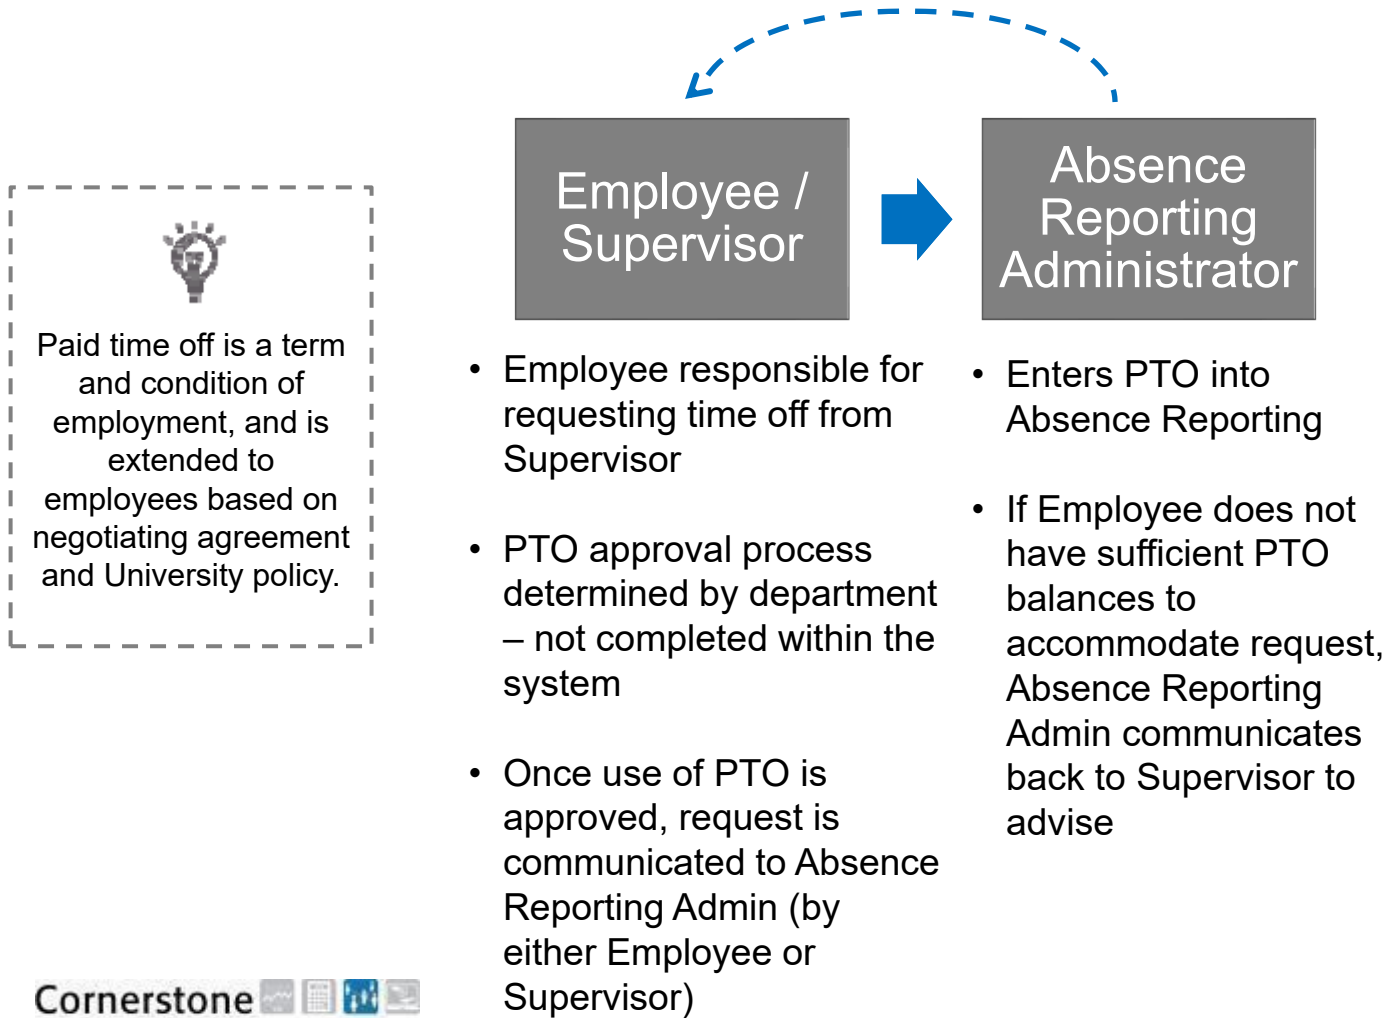 Employee /
Supervisor
Absence
Reporting
Administrator
Paid time off is a term
and condition of
employment, and is
extended to
employees based on
negotiating agreement
and University policy.
• Employee responsible for
requesting time off from
Supervisor
• PTO approval process
determined by department
– not completed within the
system
• Once use of PTO is
approved, request is
communicated to Absence
Reporting Admin (by
either Employee or
Supervisor)
• Enters PTO into
Absence Reporting
• If Employee does not
have sufficient PTO
balances to
accommodate request,
Absence Reporting
Admin communicates
back to Supervisor to
advise
Cornerstone